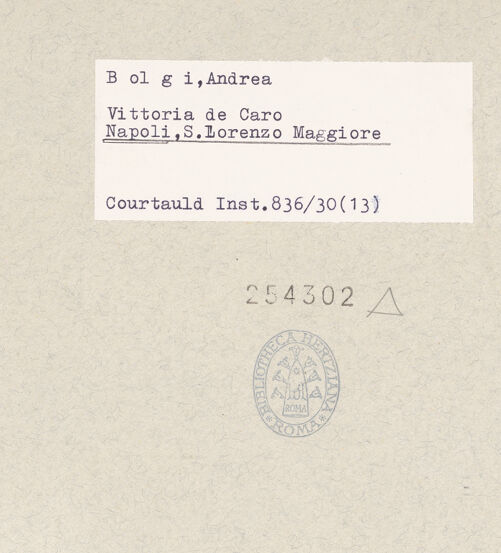 B ol g i,Andrea
Vittoria de Caro
Napoli,S.Lorenzo Maggiore
Courtauld Inst.836/30(13)
254302
BIBLIOTHECA HERTZIANA
ROMA
ROMA